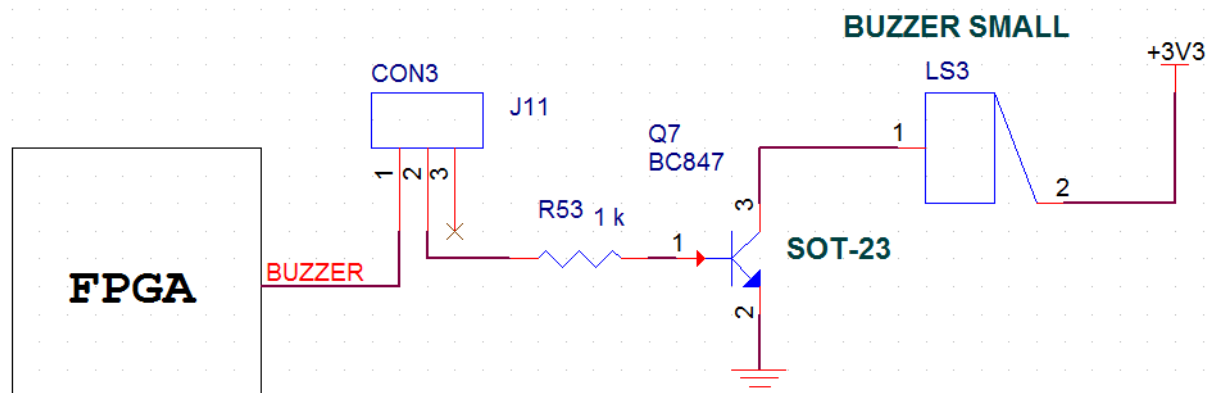 BUZZER SMALL
CON3
LS3
+3V3
J11
Q7
BC847
1
1
2
3
R53
1 k
3
2
FPGA
BUZZER
1
SOT-23
2